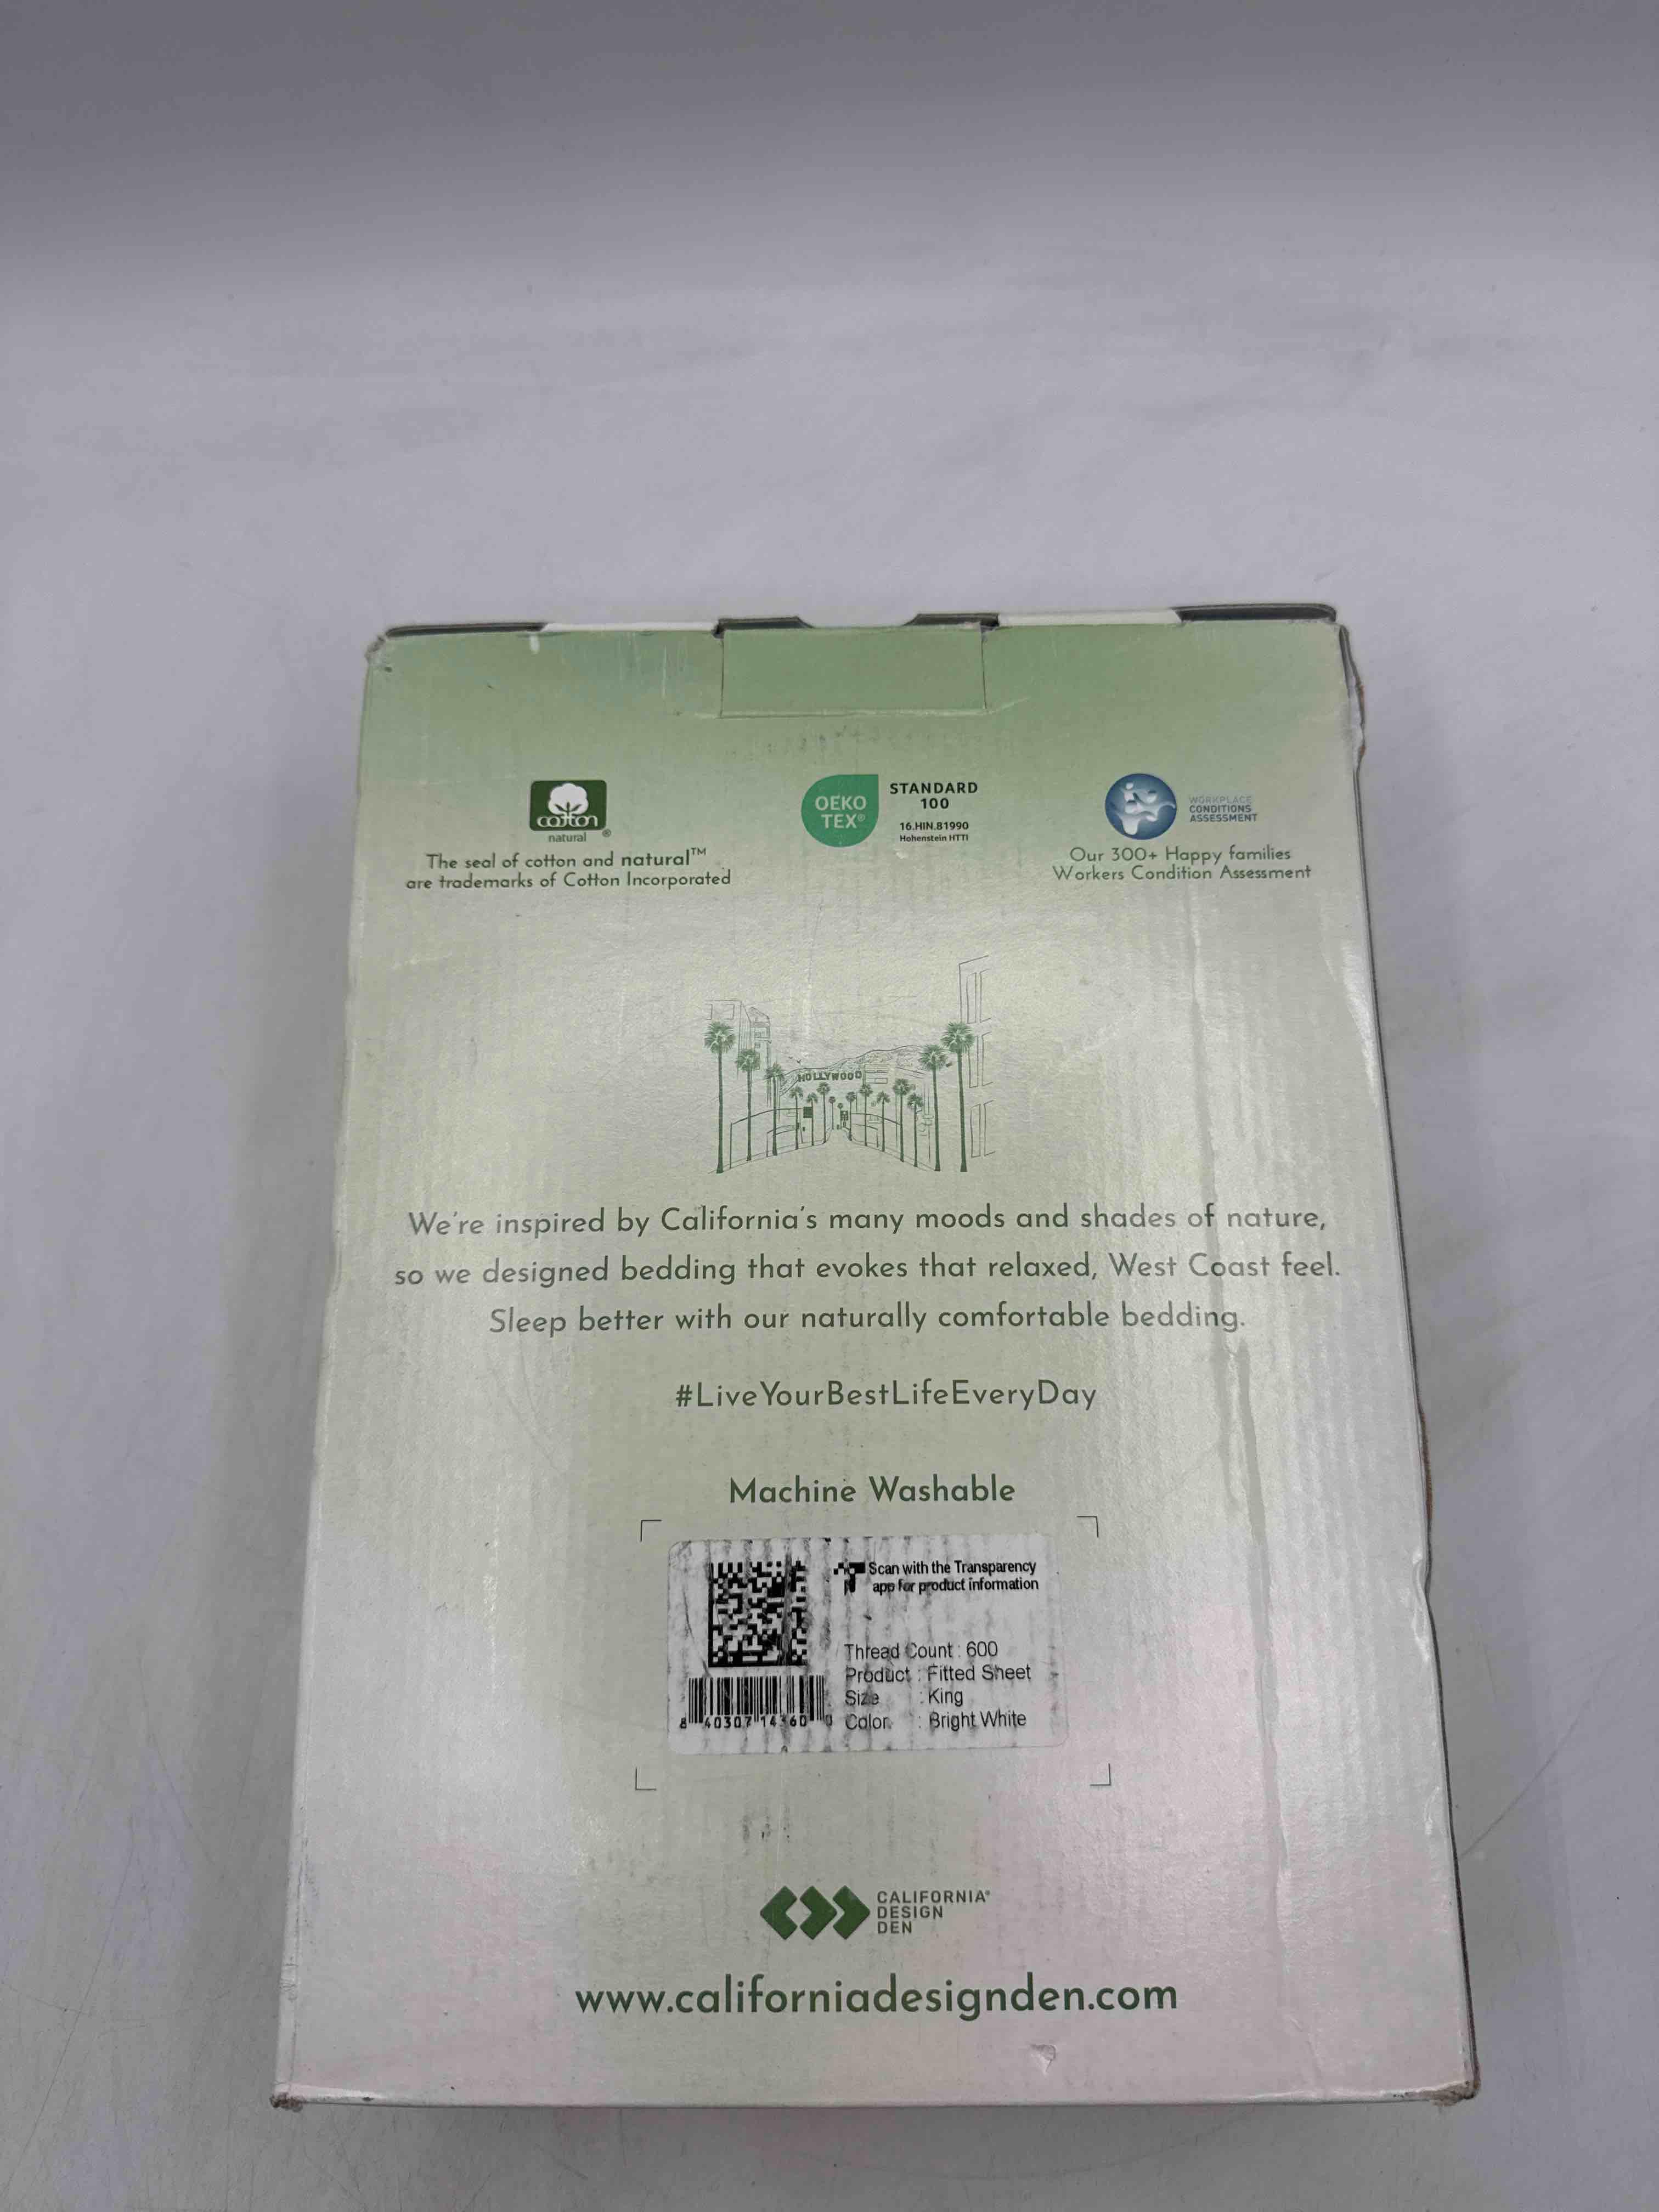 cotton
natural ®
The seal of cotton and natural™
are trademarks of Cotton Incorporated
OEKO
TEX®
STANDARD
100
16.HIN.81990
Hohenstein HTTI
WORKPLACE
CONDITIONS
ASSESSMENT
Our 300+ Happy families
Workers Condition Assessment
HOLLYWOOD
We're inspired by California's many moods and shades of nature,
so we designed bedding that evokes that relaxed, West Coast feel.
Sleep better with our naturally comfortable bedding.
#LiveYourBestLifeEveryDay
Machine Washable
Scan with the Transparency
app for product information
Thread Count : 600
Product : Fitted Sheet
Size : King
Color : Bright White
8 40307 14360 0
CALIFORNIA®
DESIGN
DEN
www.californiadesignden.com